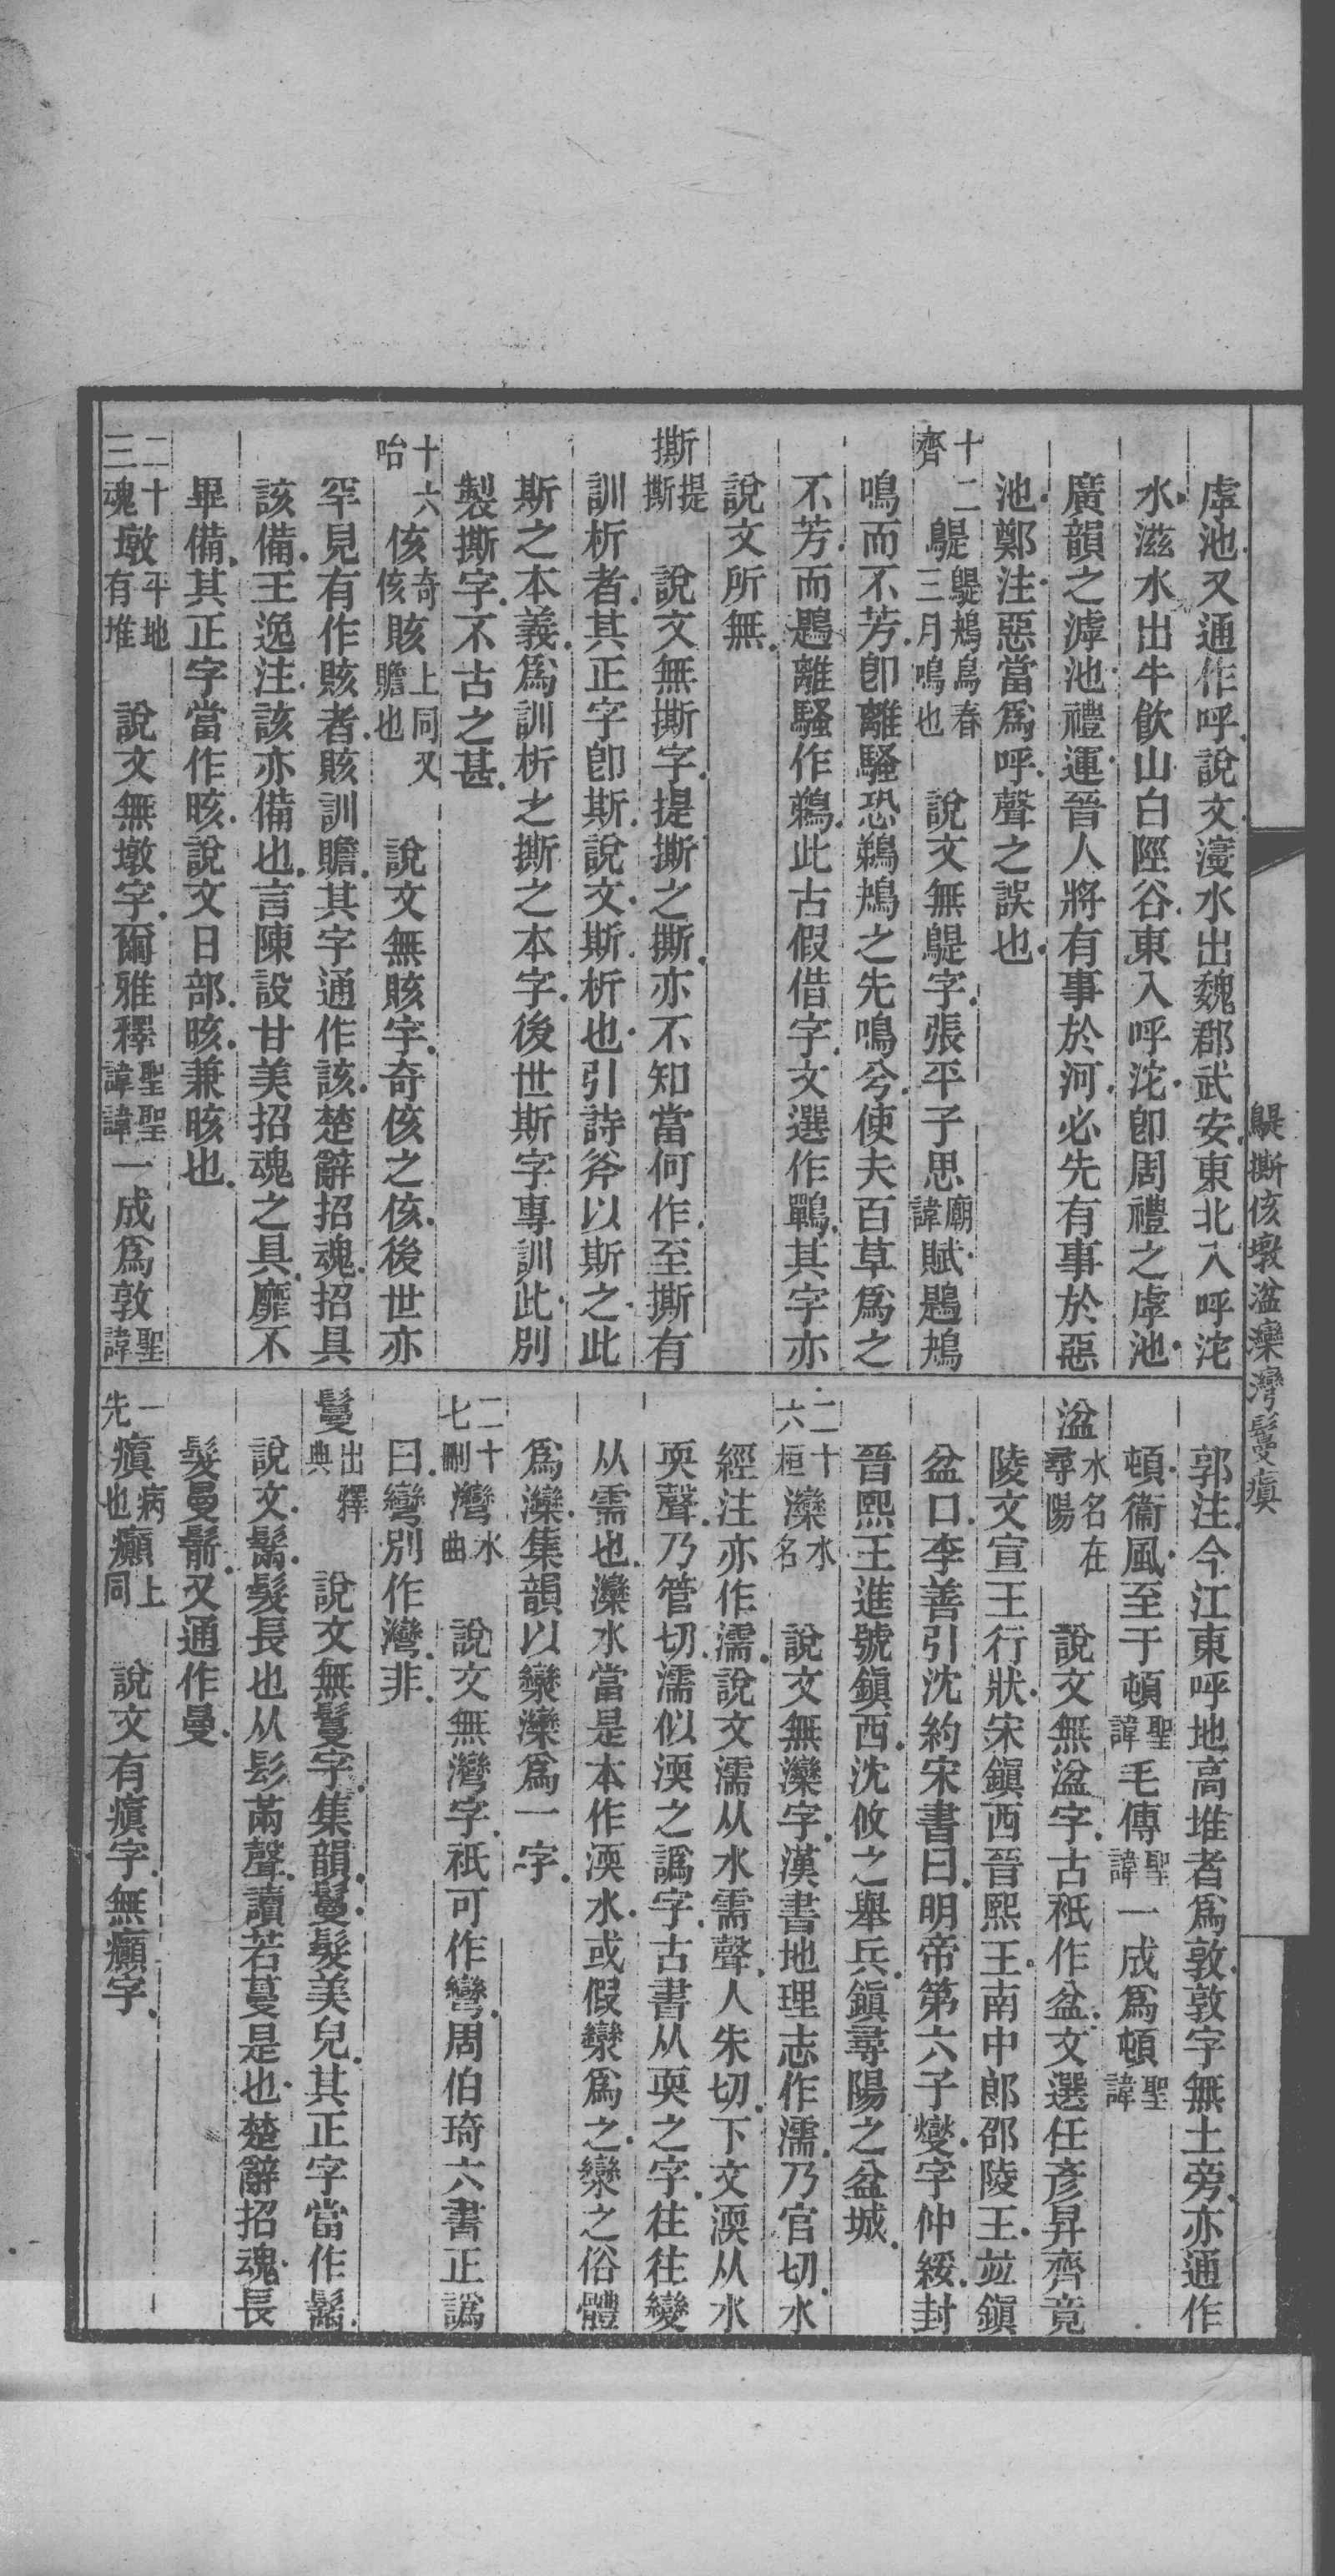 虖池又通作呼說文滱水出魏郡武安東北入呼沱
水滋水出牛飮山白陘谷東入呼沱卽周禮之虖池
廣韻之滹池禮運晉人將有事於河必先有事於惡
池鄭注惡當爲呼聲之誤也
十二齊 鶗鶗鴂鳥春三月鳴也 說文無鶗字張平子思廟諱賦鶗鴂
鳴而不芳卽離騷恐鵜鴂之先鳴兮使夫百草爲之
不芳而鶗離騷作鵜此古假借字文選作鷤其字亦
說文所無
撕提撕 說文無撕字提撕之撕亦不知當何作至撕有
訓析者其正字卽斯說文斯析也引詩斧以斯之此
斯之本義爲訓析之撕之本字後世斯字專訓此別
製撕字不古之甚
十六咍 侅奇侅賅上同又贍也 說文無賅字奇侅之侅後世亦
罕見有作賅者賅訓贍其字通作該楚辭招魂招具
該備王逸注該亦備也言陳設甘美招魂之具靡不
畢備其正字當作晐說文日部晐兼晐也
二十三魂 墩平地有堆 說文無墩字爾雅釋聖諱聖諱一成爲敦聖諱
郭注今江東呼地高堆者爲敦敦字無土旁亦通作
頓衞風至于頓聖諱毛傳聖諱一成爲頓聖諱
湓水名在尋陽 說文無湓字古祇作盆文選任彥昇齊竟
陵文宣王行狀宋鎭西晉熙王南中郎邵陵王並鎭
盆口李善引沈約宋書曰明帝第六子燮字仲綏封
晉熙王進號鎭西沈攸之舉兵鎭尋陽之盆城
二十六桓 灤水名 說文無灤字漢書地理志作濡乃官切水
經注亦作濡說文濡从水需聲人朱切下文渜从水
耎聲乃管切濡似渜之譌字古書从耎之字往往變
从需也灤水當是本作渜水或假欒爲之欒之俗體
爲灤集韻以欒灤爲一字
二十七刪 灣水曲 說文無灣字祇可作彎周伯琦六書正譌
曰彎別作灣非
鬘出釋典 說文無鬘字集韻鬘髮美皃其正字當作鬗
說文鬗髮長也从髟㒼聲讀若蔓是也楚辭招魂長
髮曼鬋又通作曼
一先 瘨病也癲上同 說文有瘨字無癲字
鶗撕侅墩湓灤灣鬘瘨